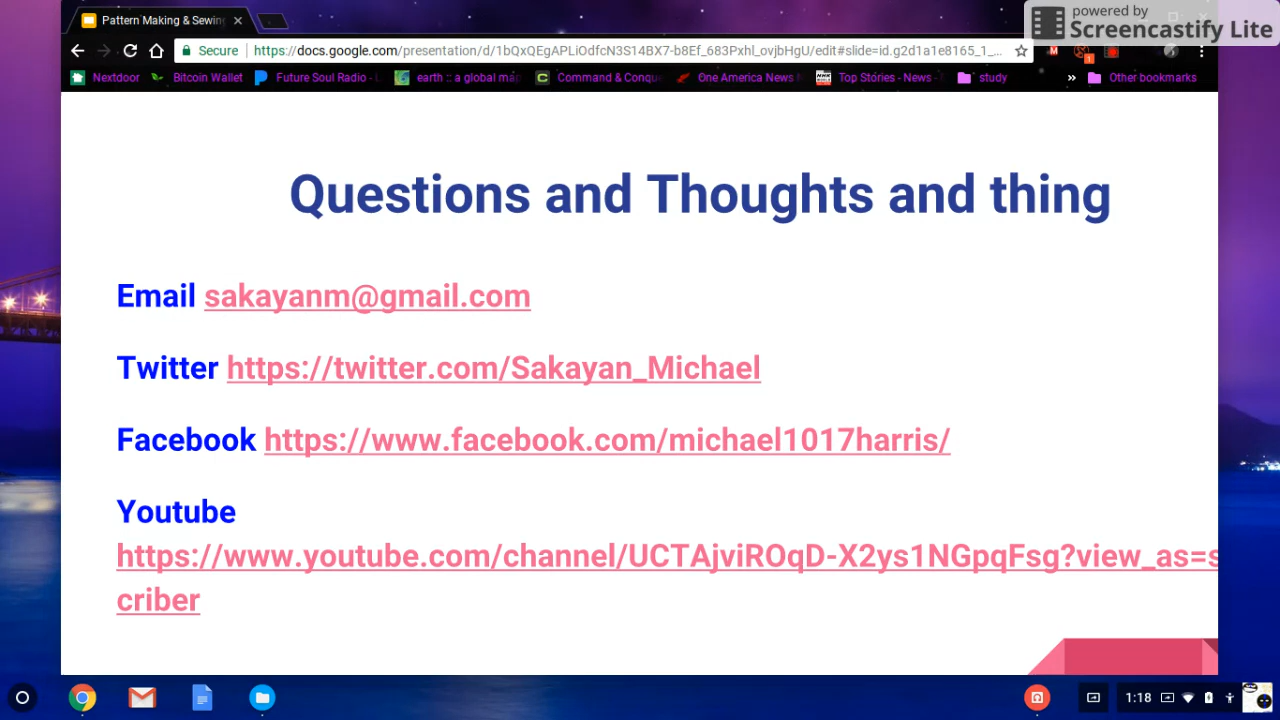 powered by
Screencastify Lite
Pattern Making & Sewing
Secure
https://docs.google.com/presentation/d/1bQxQEgAPLiOdfcN3S14BX7-b8Ef_683Pxhl_ovjbHgU/edit#slide=id.g2d1a1e8165_1_...
M
1
Nextdoor
Bitcoin Wallet
Future Soul Radio -
earth :: a global map
Command & Conque
One America News
Top Stories - News -
study
»
Other bookmarks
Questions and Thoughts and thing
Email sakayanm@gmail.com
Twitter https://twitter.com/Sakayan_Michael
Facebook https://www.facebook.com/michael1017harris/
Youtube
https://www.youtube.com/channel/UCTAjviROqD-X2ys1NGpqFsg?view_as=s
criber
1:18